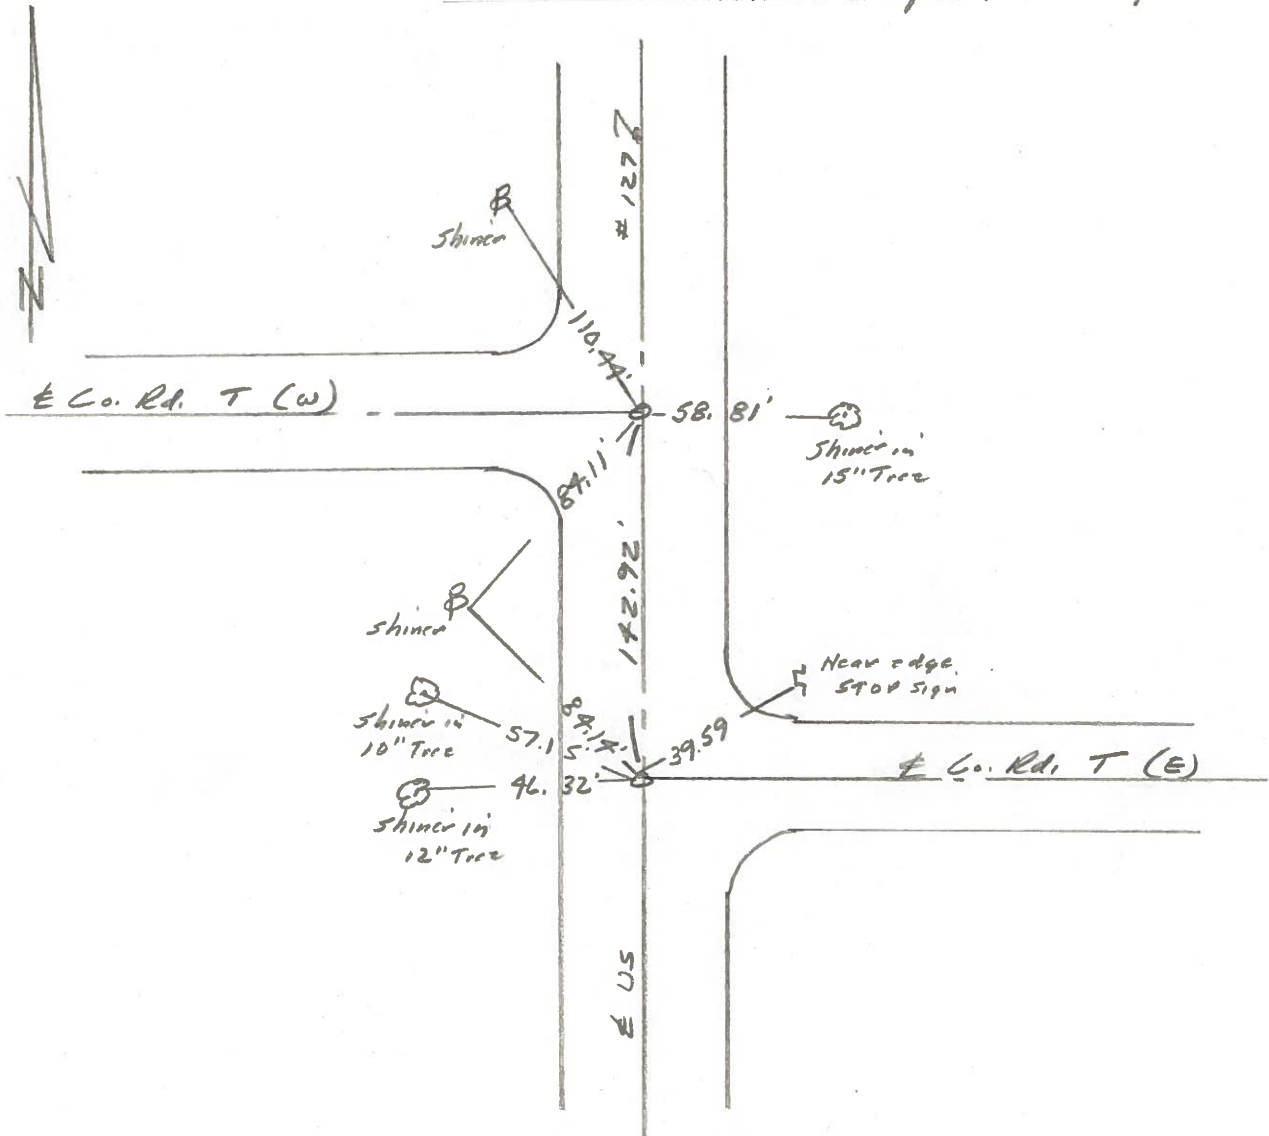 # 127
shiner
N
110.44'
℄ Co. Rd. T (W)
58.81'
shiner in
15" Tree
84.11'
142.92'
shiner
Near edge
STOP sign
shiner in
10" Tree
57.15'
84.14'
39.59
℄ Co. Rd. T (E)
46.32'
shiner in
12" Tree
℄ US